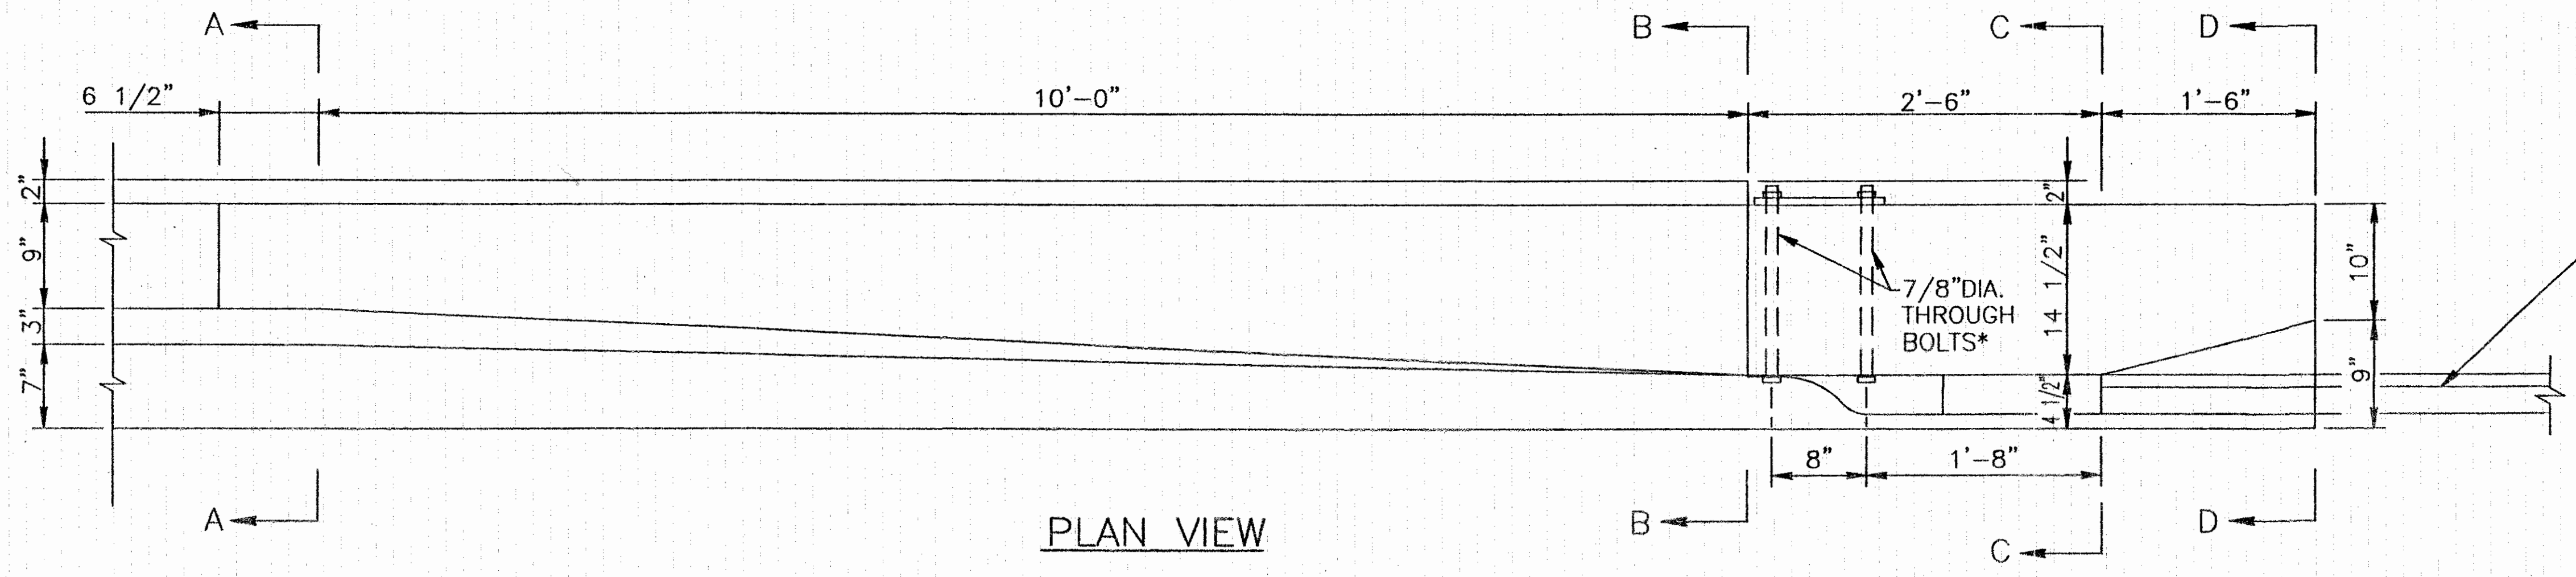 A
B
C
D
6 1/2"
10'-0"
2'-6"
1'-6"
2"
9"
3"
7"
2"
14 1/2"
4 1/2"
10"
9"
7/8"DIA.
THROUGH
BOLTS*
8"
1'-8"
A
B
C
D
PLAN VIEW